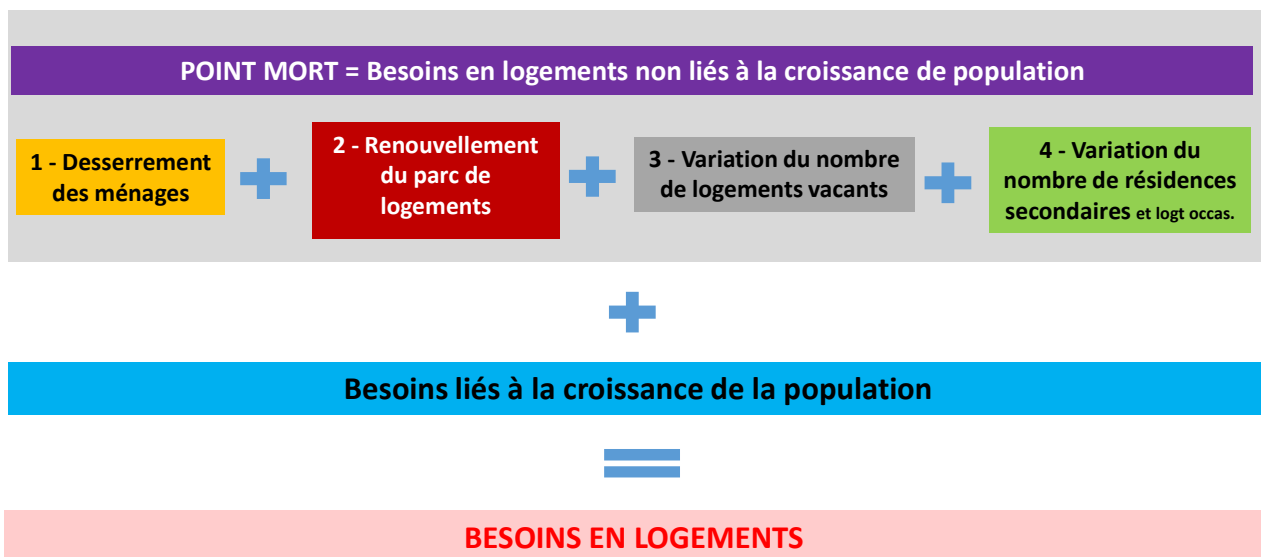 POINT MORT = Besoins en logements non liés à la croissance de population
1 - Desserrement
des ménages
2 - Renouvellement
du parc de
logements
3 - Variation du nombre
de logements vacants
4 - Variation du
nombre de résidences
secondaires et logt occas.
Besoins liés à la croissance de la population
BESOINS EN LOGEMENTS